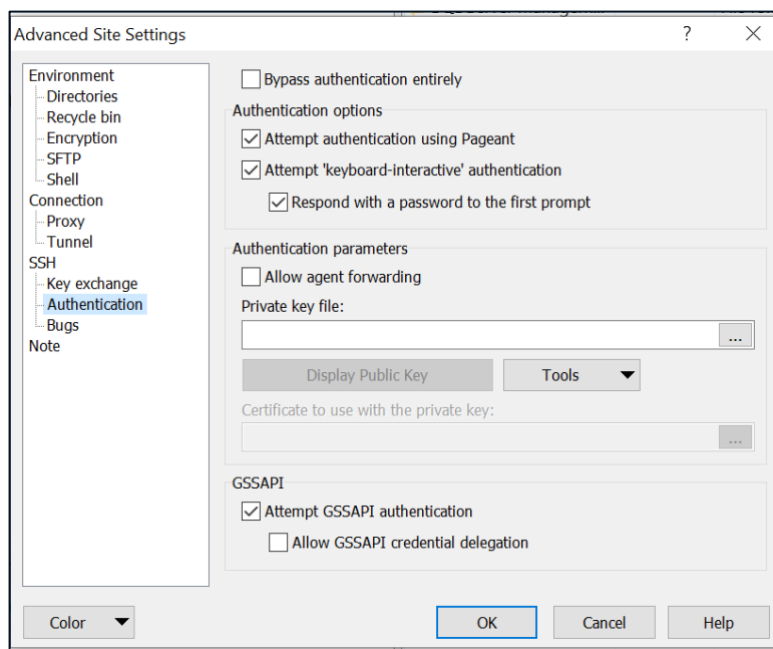 Advanced Site Settings
?
Environment
Directories
Recycle bin
Encryption
SFTP
Shell
Connection
Proxy
Tunnel
SSH
Key exchange
Authentication
Bugs
Note
Bypass authentication entirely
Authentication options
Attempt authentication using Pageant
Attempt 'keyboard-interactive' authentication
Respond with a password to the first prompt
Authentication parameters
Allow agent forwarding
Private key file:
...
Display Public Key
Tools
Certificate to use with the private key:
...
GSSAPI
Attempt GSSAPI authentication
Allow GSSAPI credential delegation
Color
OK
Cancel
Help